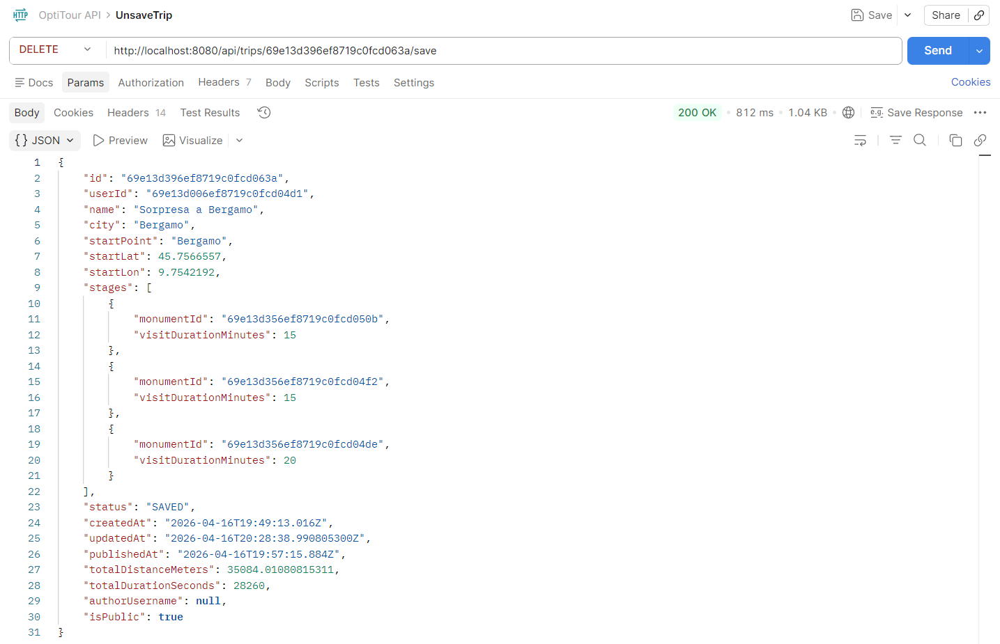 HTTP OptiTour API > UnsaveTrip Save Share
DELETE http://localhost:8080/api/trips/69e13d396ef8719c0fcd063a/save Send
Docs Params Authorization Headers 7 Body Scripts Tests Settings Cookies
Body Cookies Headers 14 Test Results 200 OK • 812 ms • 1.04 KB • e.g. Save Response
{} JSON Preview Visualize
1 {
2 "id": "69e13d396ef8719c0fcd063a",
3 "userId": "69e13d006ef8719c0fcd04d1",
4 "name": "Sorpresa a Bergamo",
5 "city": "Bergamo",
6 "startPoint": "Bergamo",
7 "startLat": 45.7566557,
8 "startLon": 9.7542192,
9 "stages": [
10 {
11 "monumentId": "69e13d356ef8719c0fcd050b",
12 "visitDurationMinutes": 15
13 },
14 {
15 "monumentId": "69e13d356ef8719c0fcd04f2",
16 "visitDurationMinutes": 15
17 },
18 {
19 "monumentId": "69e13d356ef8719c0fcd04de",
20 "visitDurationMinutes": 20
21 }
22 ],
23 "status": "SAVED",
24 "createdAt": "2026-04-16T19:49:13.016Z",
25 "updatedAt": "2026-04-16T20:28:38.990805300Z",
26 "publishedAt": "2026-04-16T19:57:15.884Z",
27 "totalDistanceMeters": 35084.01080815311,
28 "totalDurationSeconds": 28260,
29 "authorUsername": null,
30 "isPublic": true
31 }